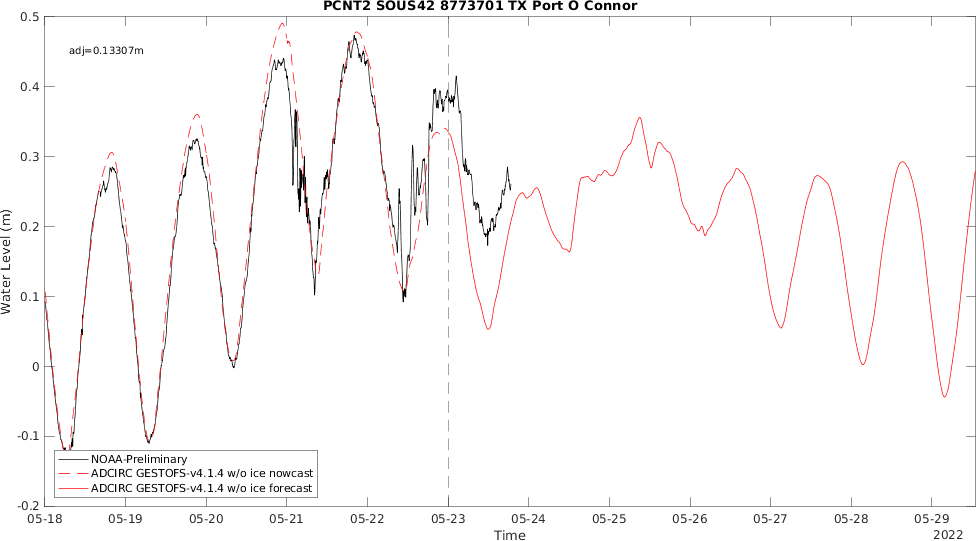 PCNT2 SOUS42 8773701 TX Port O Connor
adj=0.13307m
0.5
0.4
0.3
0.2
0.1
0
-0.1
-0.2
Water Level (m)
NOAA-Preliminary
ADCIRC GESTOFS-v4.1.4 w/o ice nowcast
ADCIRC GESTOFS-v4.1.4 w/o ice forecast
05-18 05-19 05-20 05-21 05-22 05-23 05-24 05-25 05-26 05-27 05-28 05-29
Time
2022